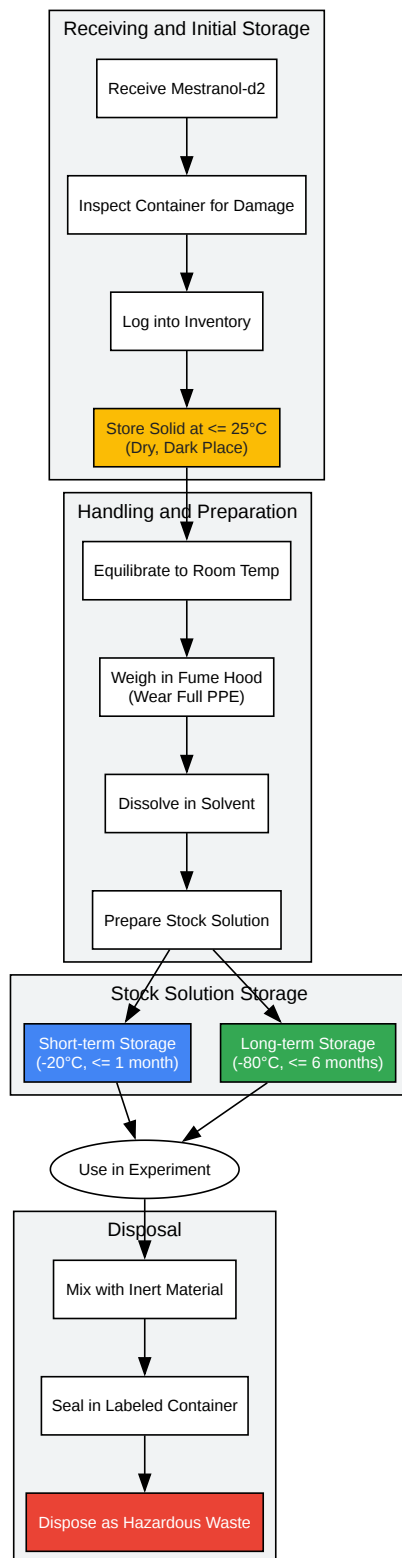 Receiving and Initial Storage
Receive Mestranol-d2
Inspect Container for Damage
Log into Inventory
Store Solid at <= 25°C
(Dry, Dark Place)
Handling and Preparation
Equilibrate to Room Temp
Weigh in Fume Hood
(Wear Full PPE)
Dissolve in Solvent
Prepare Stock Solution
Stock Solution Storage
Short-term Storage
(-20°C, <= 1 month)
Long-term Storage
(-80°C, <= 6 months)
Use in Experiment
Disposal
Mix with Inert Material
Seal in Labeled Container
Dispose as Hazardous Waste